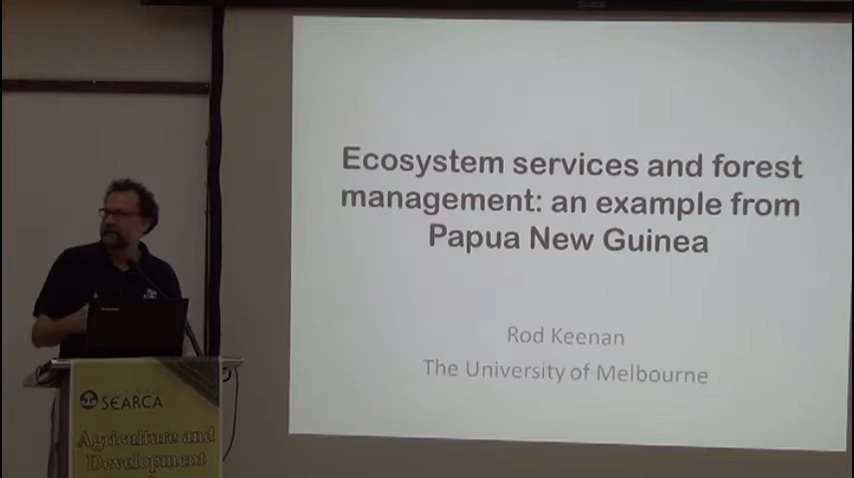 Ecosystem services and forest
management: an example from
Papua New Guinea
Rod Keenan
The University of Melbourne
SEARCA
Agriculture and
Development